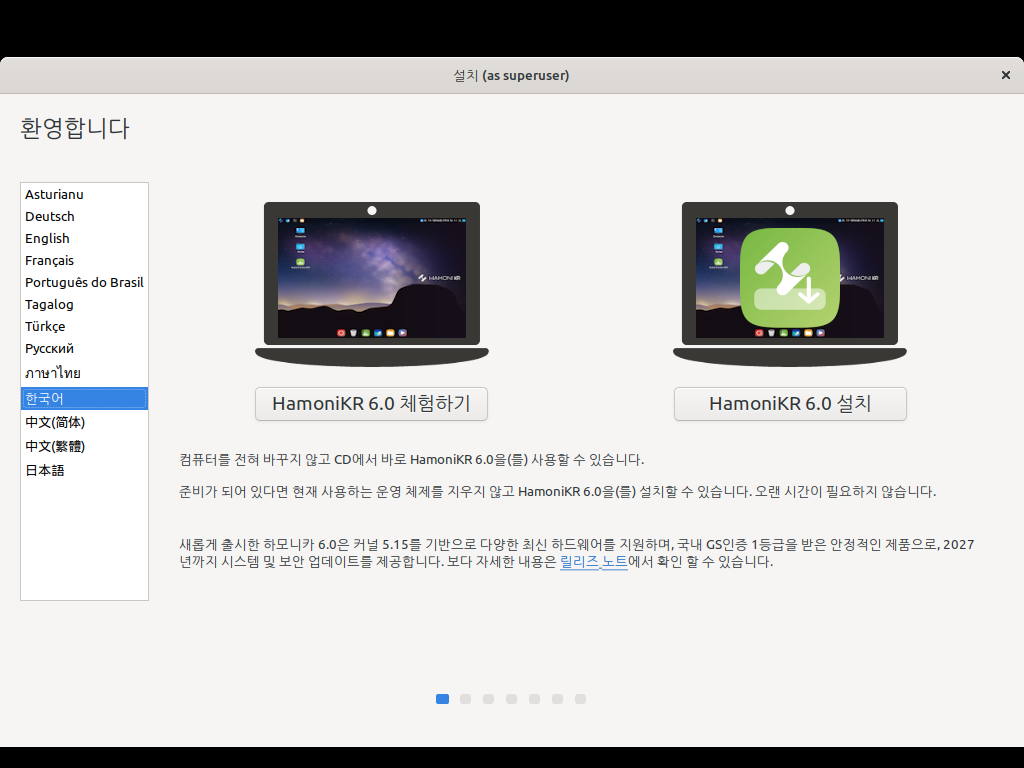 설치 (as superuser)
환영합니다
Asturianu
Deutsch
English
Français
Português do Brasil
Tagalog
Türkçe
Русский
ภาษาไทย
한국어
中文(简体)
中文(繁體)
日本語
HAMONIKR
HAMONIKR
HamoniKR 6.0 체험하기
HamoniKR 6.0 설치
컴퓨터를 전혀 바꾸지 않고 CD에서 바로 HamoniKR 6.0을(를) 사용할 수 있습니다.
준비가 되어 있다면 현재 사용하는 운영 체제를 지우지 않고 HamoniKR 6.0을(를) 설치할 수 있습니다. 오랜 시간이 필요하지 않습니다.
새롭게 출시한 하모니카 6.0은 커널 5.15를 기반으로 다양한 최신 하드웨어를 지원하며, 국내 GS인증 1등급을 받은 안정적인 제품으로, 2027
년까지 시스템 및 보안 업데이트를 제공합니다. 보다 자세한 내용은 릴리즈 노트에서 확인 할 수 있습니다.